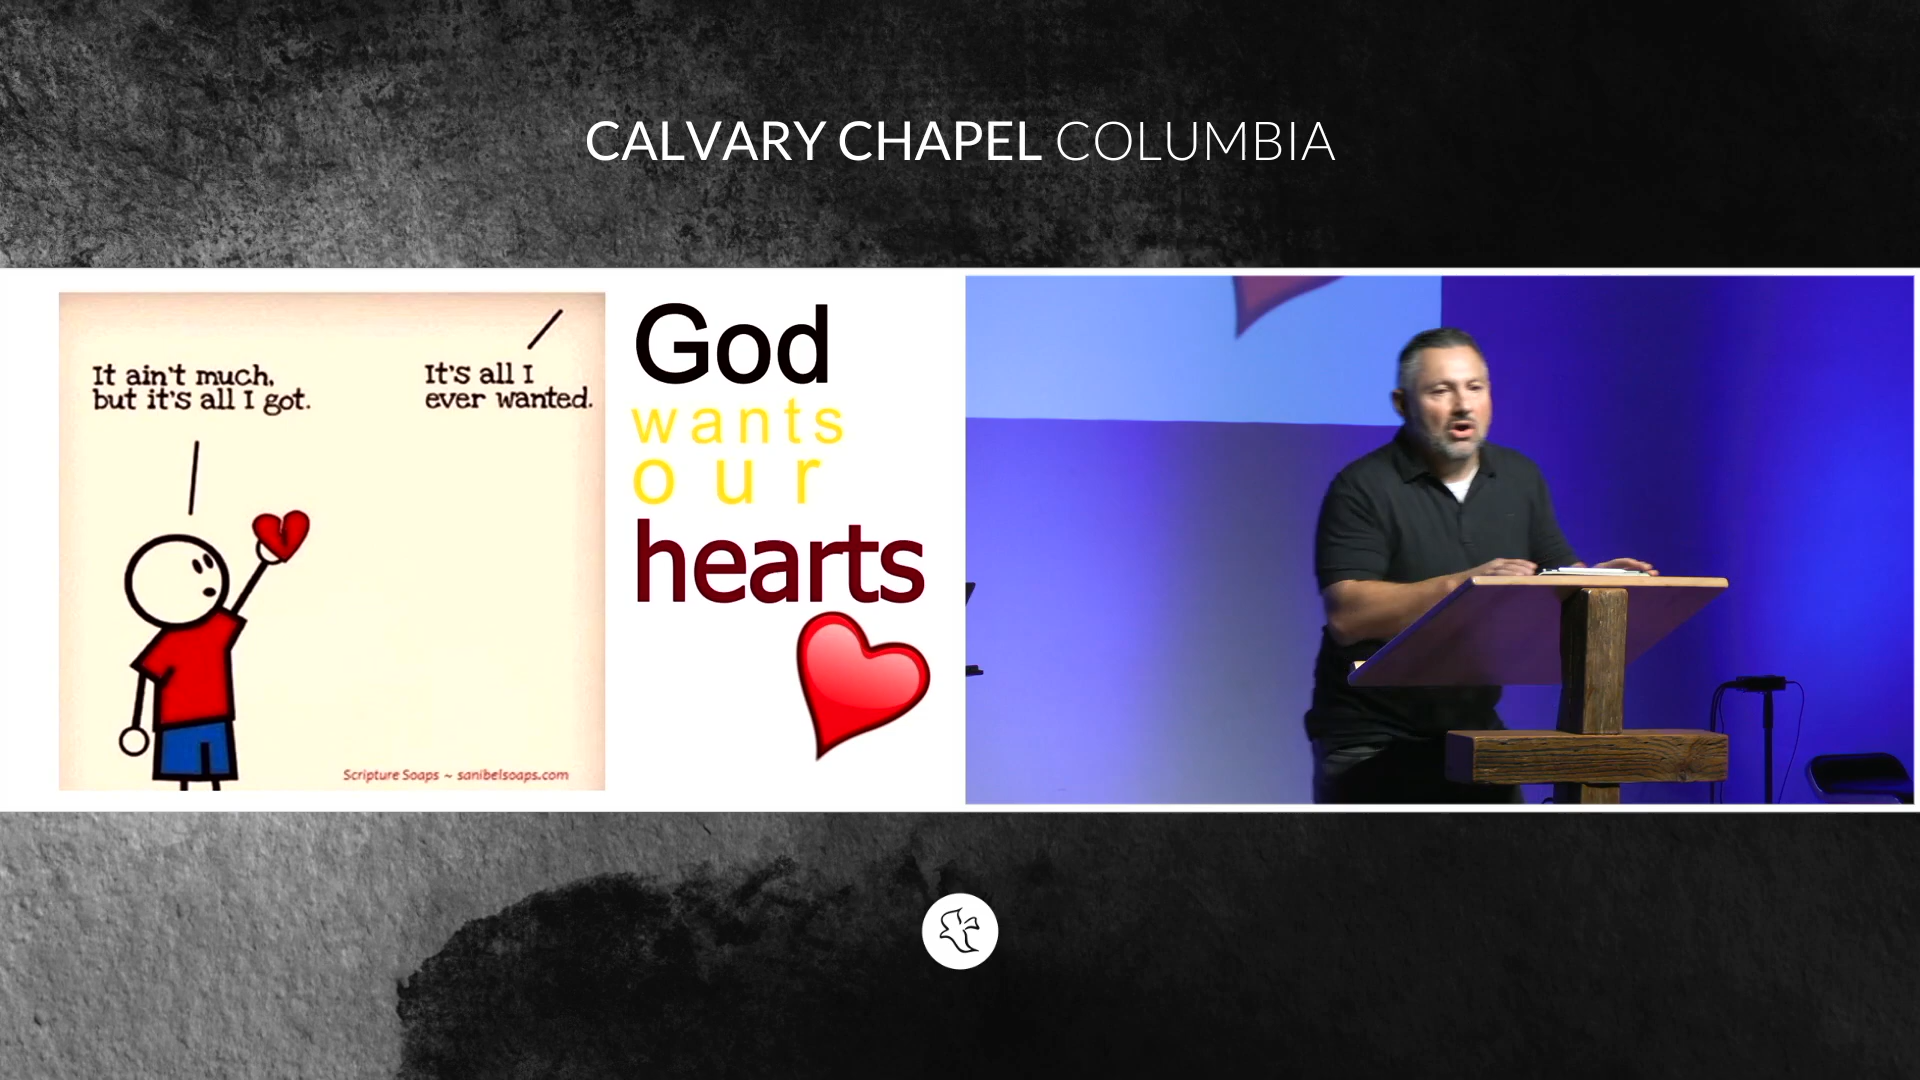 CALVARY CHAPEL COLUMBIA
It ain't much,
but it's all I got.
It's all I
ever wanted.
Scripture Soaps ~ sanibelsoaps.com
God
wants
our
hearts